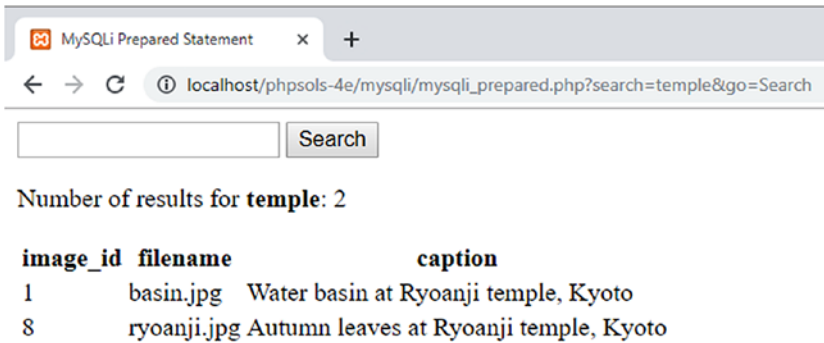 MySQLi Prepared Statement
localhost/phpsols-4e/mysqli/mysqli_prepared.php?search=temple&go=Search
Search
Number of results for temple: 2
image_id filename caption
1 basin.jpg Water basin at Ryoanji temple, Kyoto
8 ryoanji.jpg Autumn leaves at Ryoanji temple, Kyoto